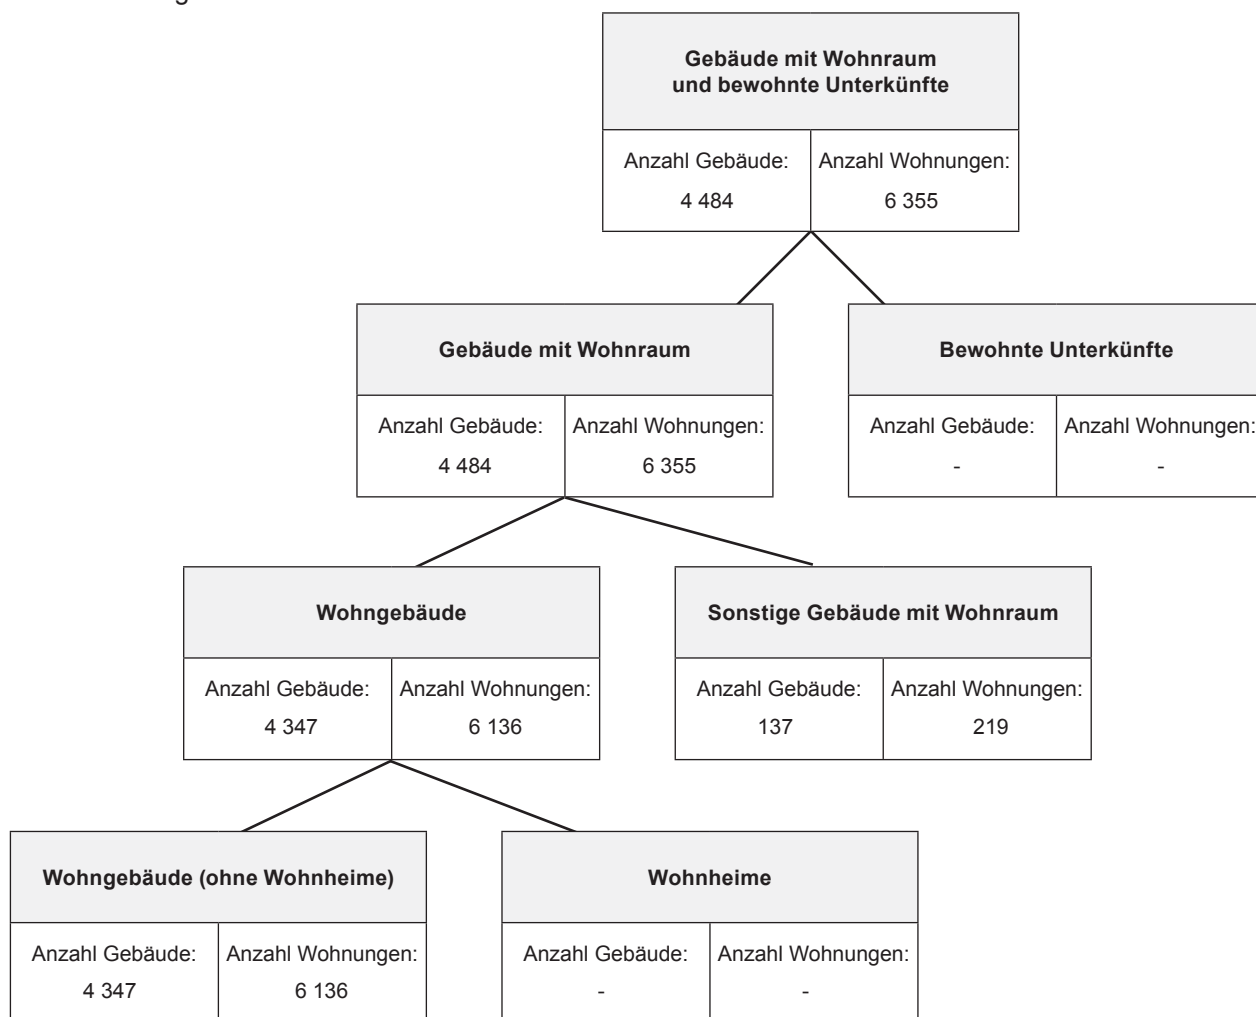 Gebäude mit Wohnraum
und bewohnte Unterkünfte
Anzahl Gebäude: Anzahl Wohnungen:
4 484 6 355
Gebäude mit Wohnraum Bewohnte Unterkünfte
Anzahl Gebäude: Anzahl Wohnungen: Anzahl Gebäude: Anzahl Wohnungen:
4 484 6 355 - -
Wohngebäude Sonstige Gebäude mit Wohnraum
Anzahl Gebäude: Anzahl Wohnungen: Anzahl Gebäude: Anzahl Wohnungen:
4 347 6 136 137 219
Wohngebäude (ohne Wohnheime) Wohnheime
Anzahl Gebäude: Anzahl Wohnungen: Anzahl Gebäude: Anzahl Wohnungen:
4 347 6 136 - -